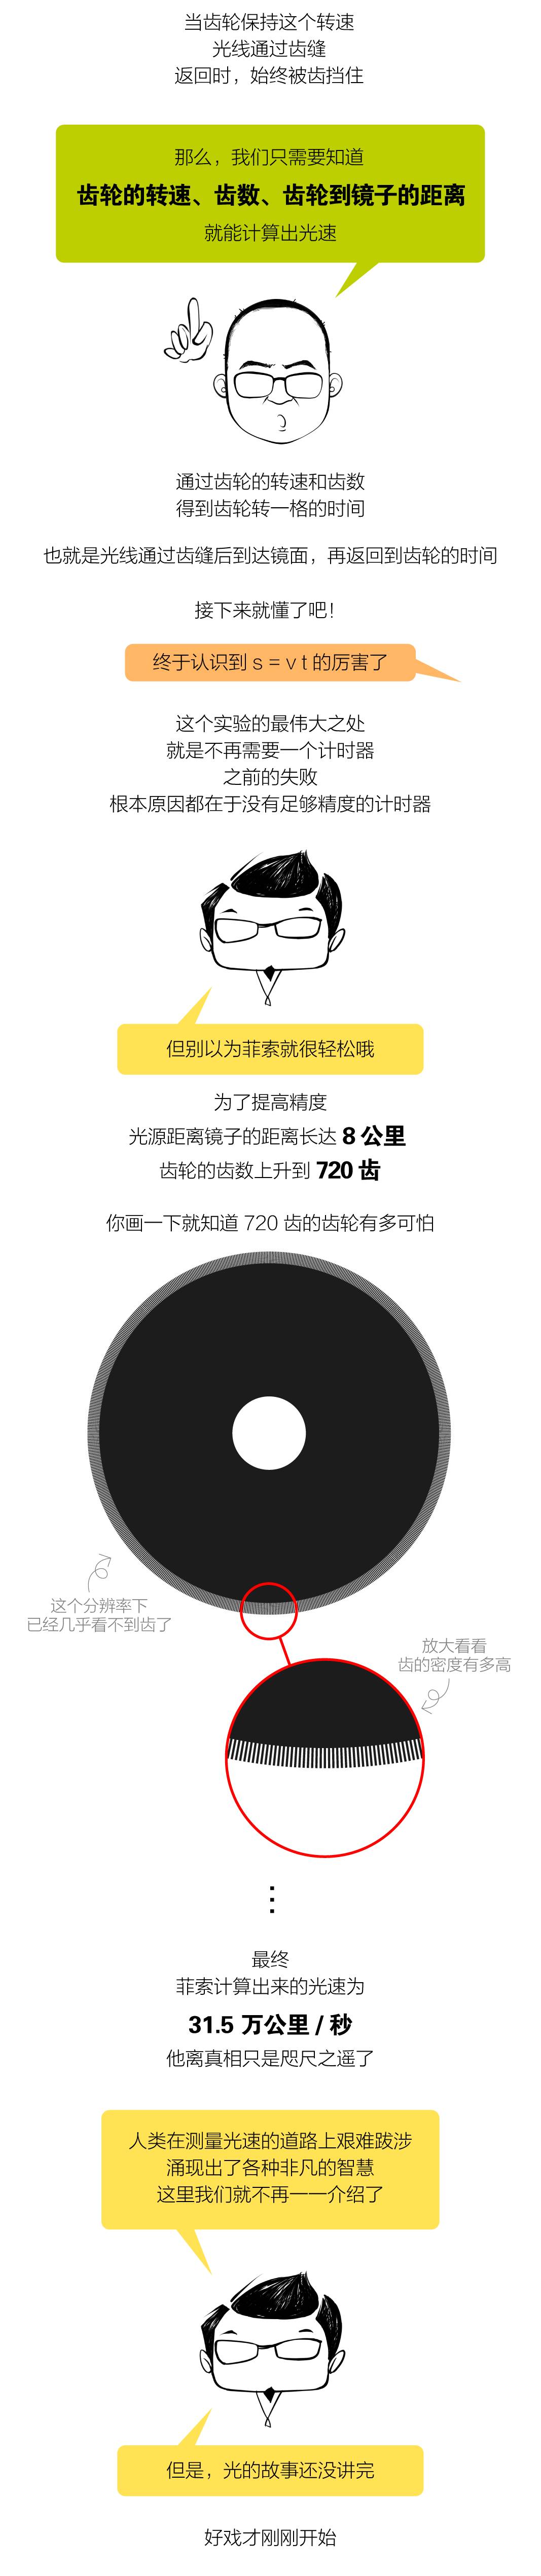 当齿轮保持这个转速
光线通过齿缝
返回时，始终被齿挡住
那么，我们只需要知道
齿轮的转速、齿数、齿轮到镜子的距离
就能计算出光速
通过齿轮的转速和齿数
得到齿轮转一格的时间
也就是光线通过齿缝后到达镜面，再返回到齿轮的时间
接下来就懂了吧！
终于认识到 s = v t 的厉害了
这个实验的最伟大之处
就是不再需要一个计时器
之前的失败
根本原因都在于没有足够精度的计时器
但别以为菲索就很轻松哦
为了提高精度
光源距离镜子的距离长达 8 公里
齿轮的齿数上升到 720 齿
你画一下就知道 720 齿的齿轮有多可怕
这个分辨率下
已经几乎看不到齿了
放大看看
齿的密度有多高
⋮
最终
菲索计算出来的光速为
31.5 万公里 / 秒
他离真相只是咫尺之遥了
人类在测量光速的道路上艰难跋涉
涌现出了各种非凡的智慧
这里我们就不再一一介绍了
但是，光的故事还没讲完
好戏才刚刚开始